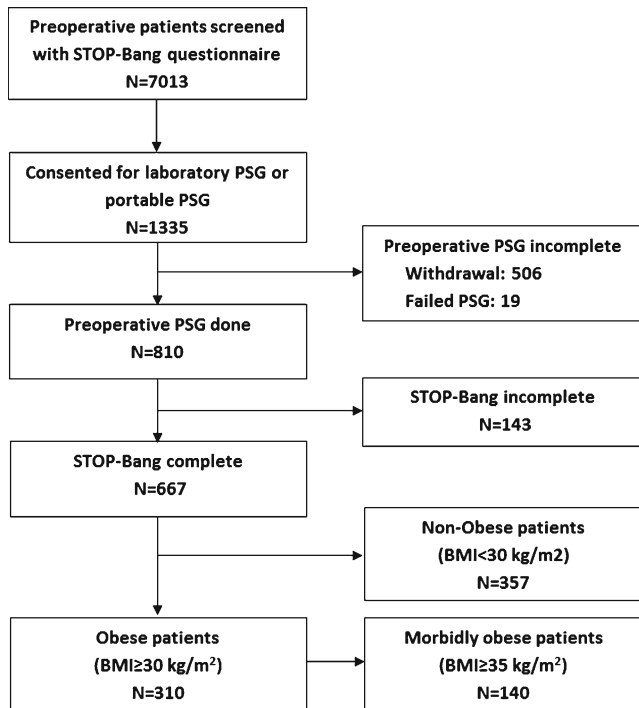 Preoperative patients screened
with STOP-Bang questionnaire
N=7013
Consented for laboratory PSG or
portable PSG
N=1335
Preoperative PSG incomplete
Withdrawal: 506
Failed PSG: 19
Preoperative PSG done
N=810
STOP-Bang incomplete
N=143
STOP-Bang complete
N=667
Non-Obese patients
(BMI<30 kg/m2)
N=357
Obese patients
(BMI≥30 kg/m²)
N=310
Morbidly obese patients
(BMI≥35 kg/m²)
N=140